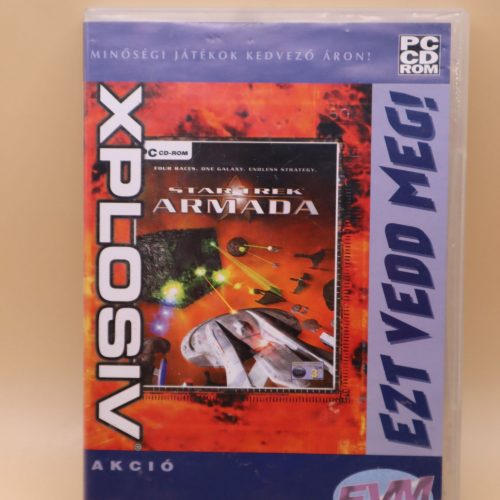 MINŐSÉGI JÁTÉKOK KEDVEZŐ ÁRON!
PC
CD
ROM
XPLOSIV
PC CD-ROM
FOUR RACES. ONE GALAXY. ENDLESS STRATEGY.
STAR TREK
ARMADA
EZT VEDD MEG!
AKCIÓ
EVM